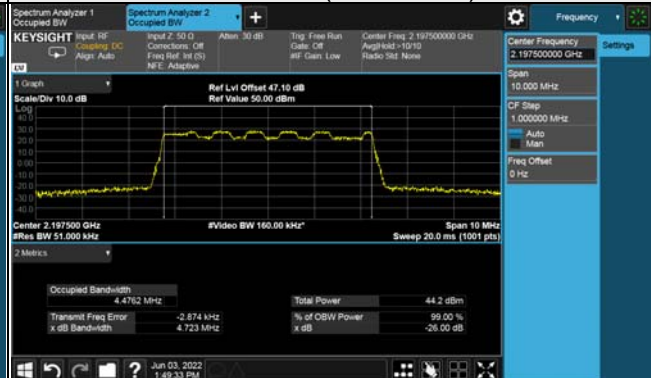 Spectrum Analyzer 1
Occupied BW
Spectrum Analyzer 2
Occupied BW
Frequency
KEYSIGHT
Input: RF
Coupling: DC
Align: Auto
Input Z: 50 Ω
Corrections: Off
Freq Ref: Int (S)
NFE: Adaptive
Atten: 30 dB
Trig: Free Run
Gate: Off
#IF Gain: Low
Center Freq: 2.197500000 GHz
Avg|Hold:>10/10
Radio Std: None
Center Frequency
2.197500000 GHz
Settings
Span
10.000 MHz
CF Step
1.000000 MHz
Auto
Man
Freq Offset
0 Hz
1 Graph
Scale/Div 10.0 dB
Ref Lvl Offset 47.10 dB
Ref Value 50.00 dBm
Log
40.0
30.0
20.0
10.0
0.00
-10.0
-20.0
-30.0
-40.0
Center 2.197500 GHz
#Res BW 51.000 kHz
#Video BW 160.00 kHz*
Span 10 MHz
Sweep 20.0 ms (1001 pts)
2 Metrics
Occupied Bandwidth
4.4762 MHz
Total Power 44.2 dBm
Transmit Freq Error -2.874 kHz
% of OBW Power 99.00 %
x dB Bandwidth 4.723 MHz
x dB -26.00 dB
?
Jun 03, 2022
1:49:33 PM